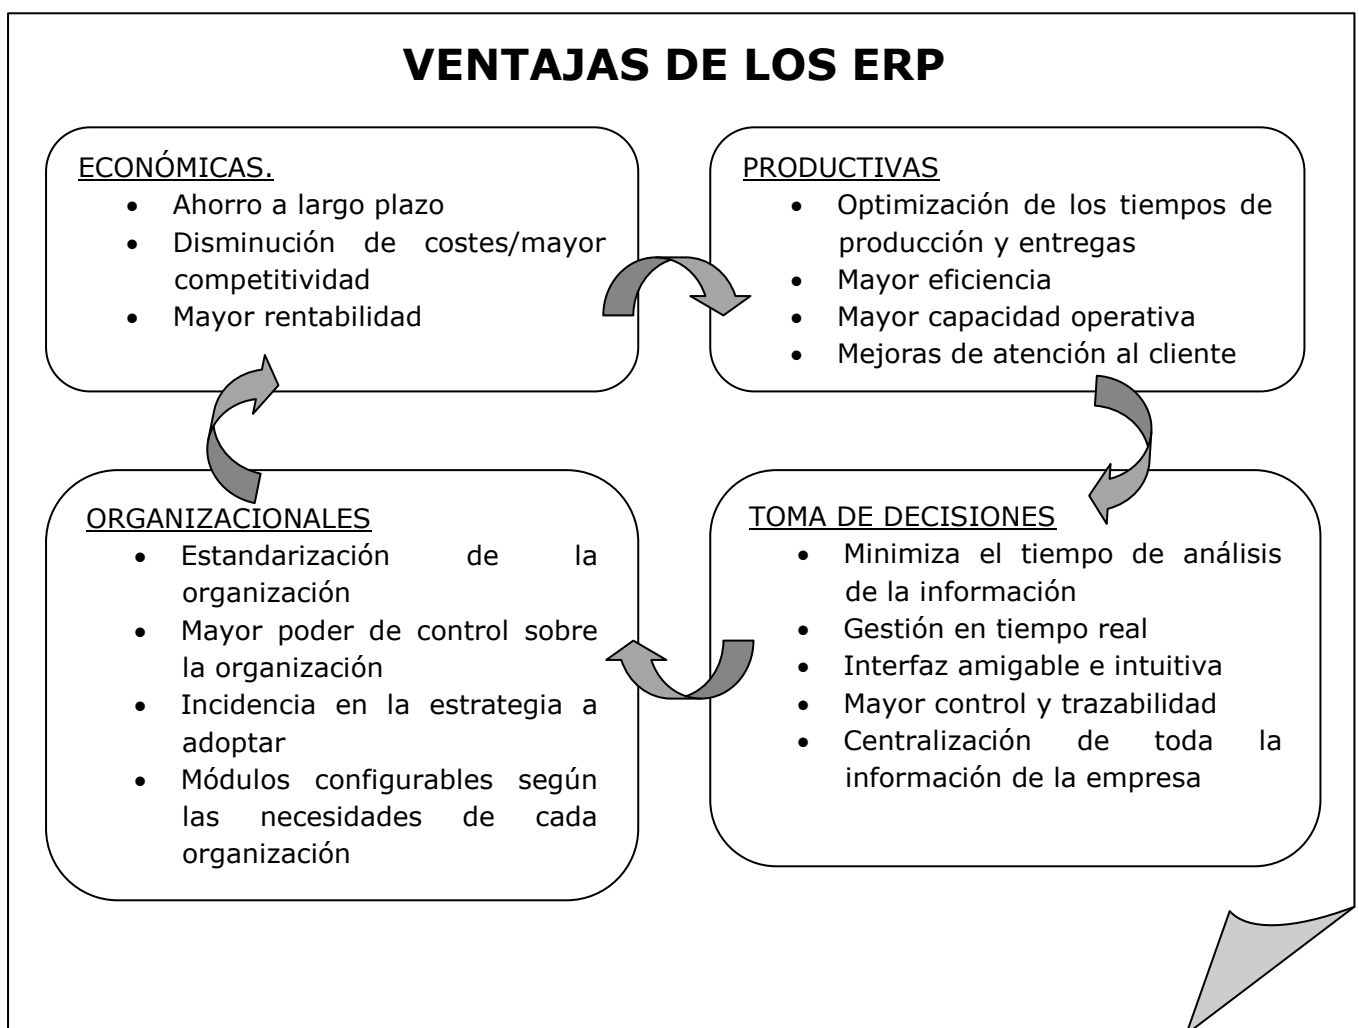 VENTAJAS DE LOS ERP
ECONÓMICAS.
• Ahorro a largo plazo
• Disminución de costes/mayor
competitividad
• Mayor rentabilidad
PRODUCTIVAS
• Optimización de los tiempos de
producción y entregas
• Mayor eficiencia
• Mayor capacidad operativa
• Mejoras de atención al cliente
ORGANIZACIONALES
• Estandarización de la
organización
• Mayor poder de control sobre
la organización
• Incidencia en la estrategia a
adoptar
• Módulos configurables según
las necesidades de cada
organización
TOMA DE DECISIONES
• Minimiza el tiempo de análisis
de la información
• Gestión en tiempo real
• Interfaz amigable e intuitiva
• Mayor control y trazabilidad
• Centralización de toda la
información de la empresa